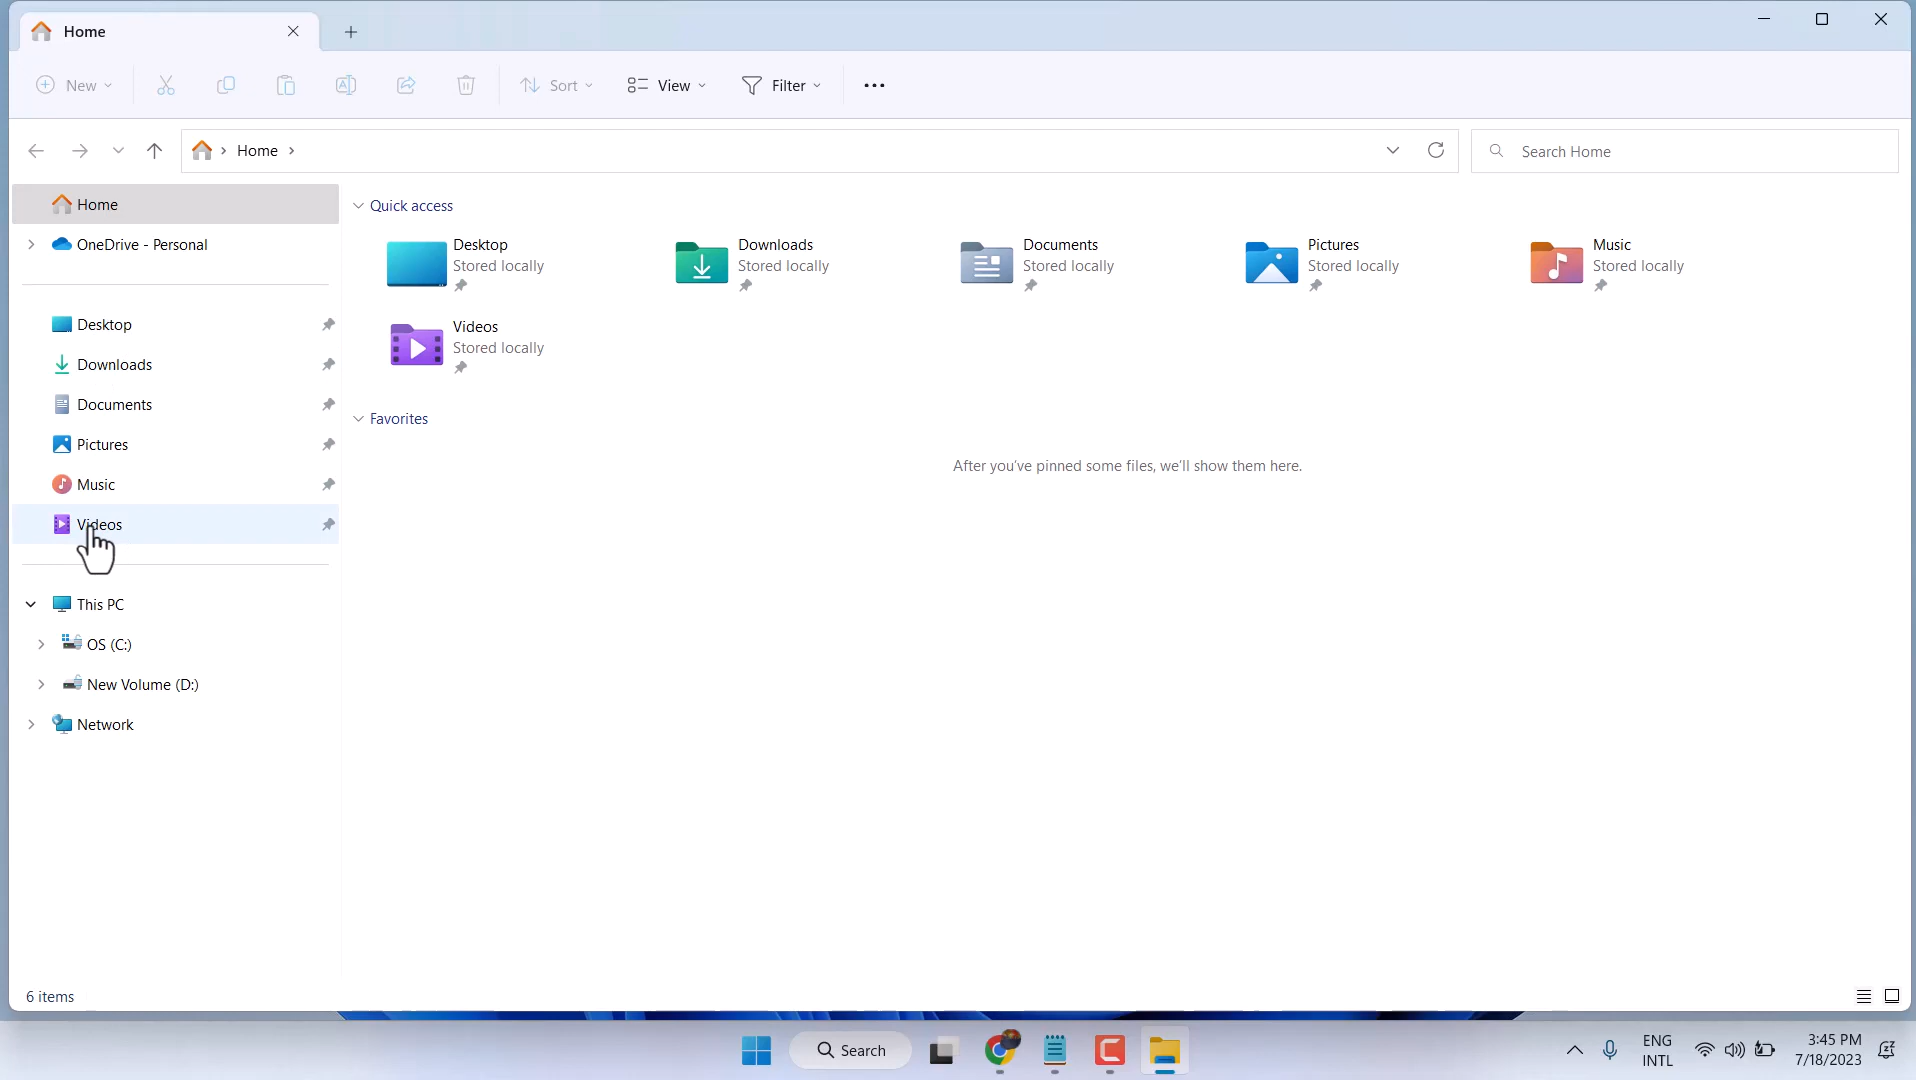 Home
New
Sort
View
Filter
Home
Search Home
Home
OneDrive - Personal
Desktop
Downloads
Documents
Pictures
Music
Videos
This PC
OS (C:)
New Volume (D:)
Network
Quick access
Desktop
Stored locally
Downloads
Stored locally
Documents
Stored locally
Pictures
Stored locally
Music
Stored locally
Videos
Stored locally
Favorites
After you've pinned some files, we'll show them here.
6 items
Search
ENG
INTL
3:45 PM
7/18/2023